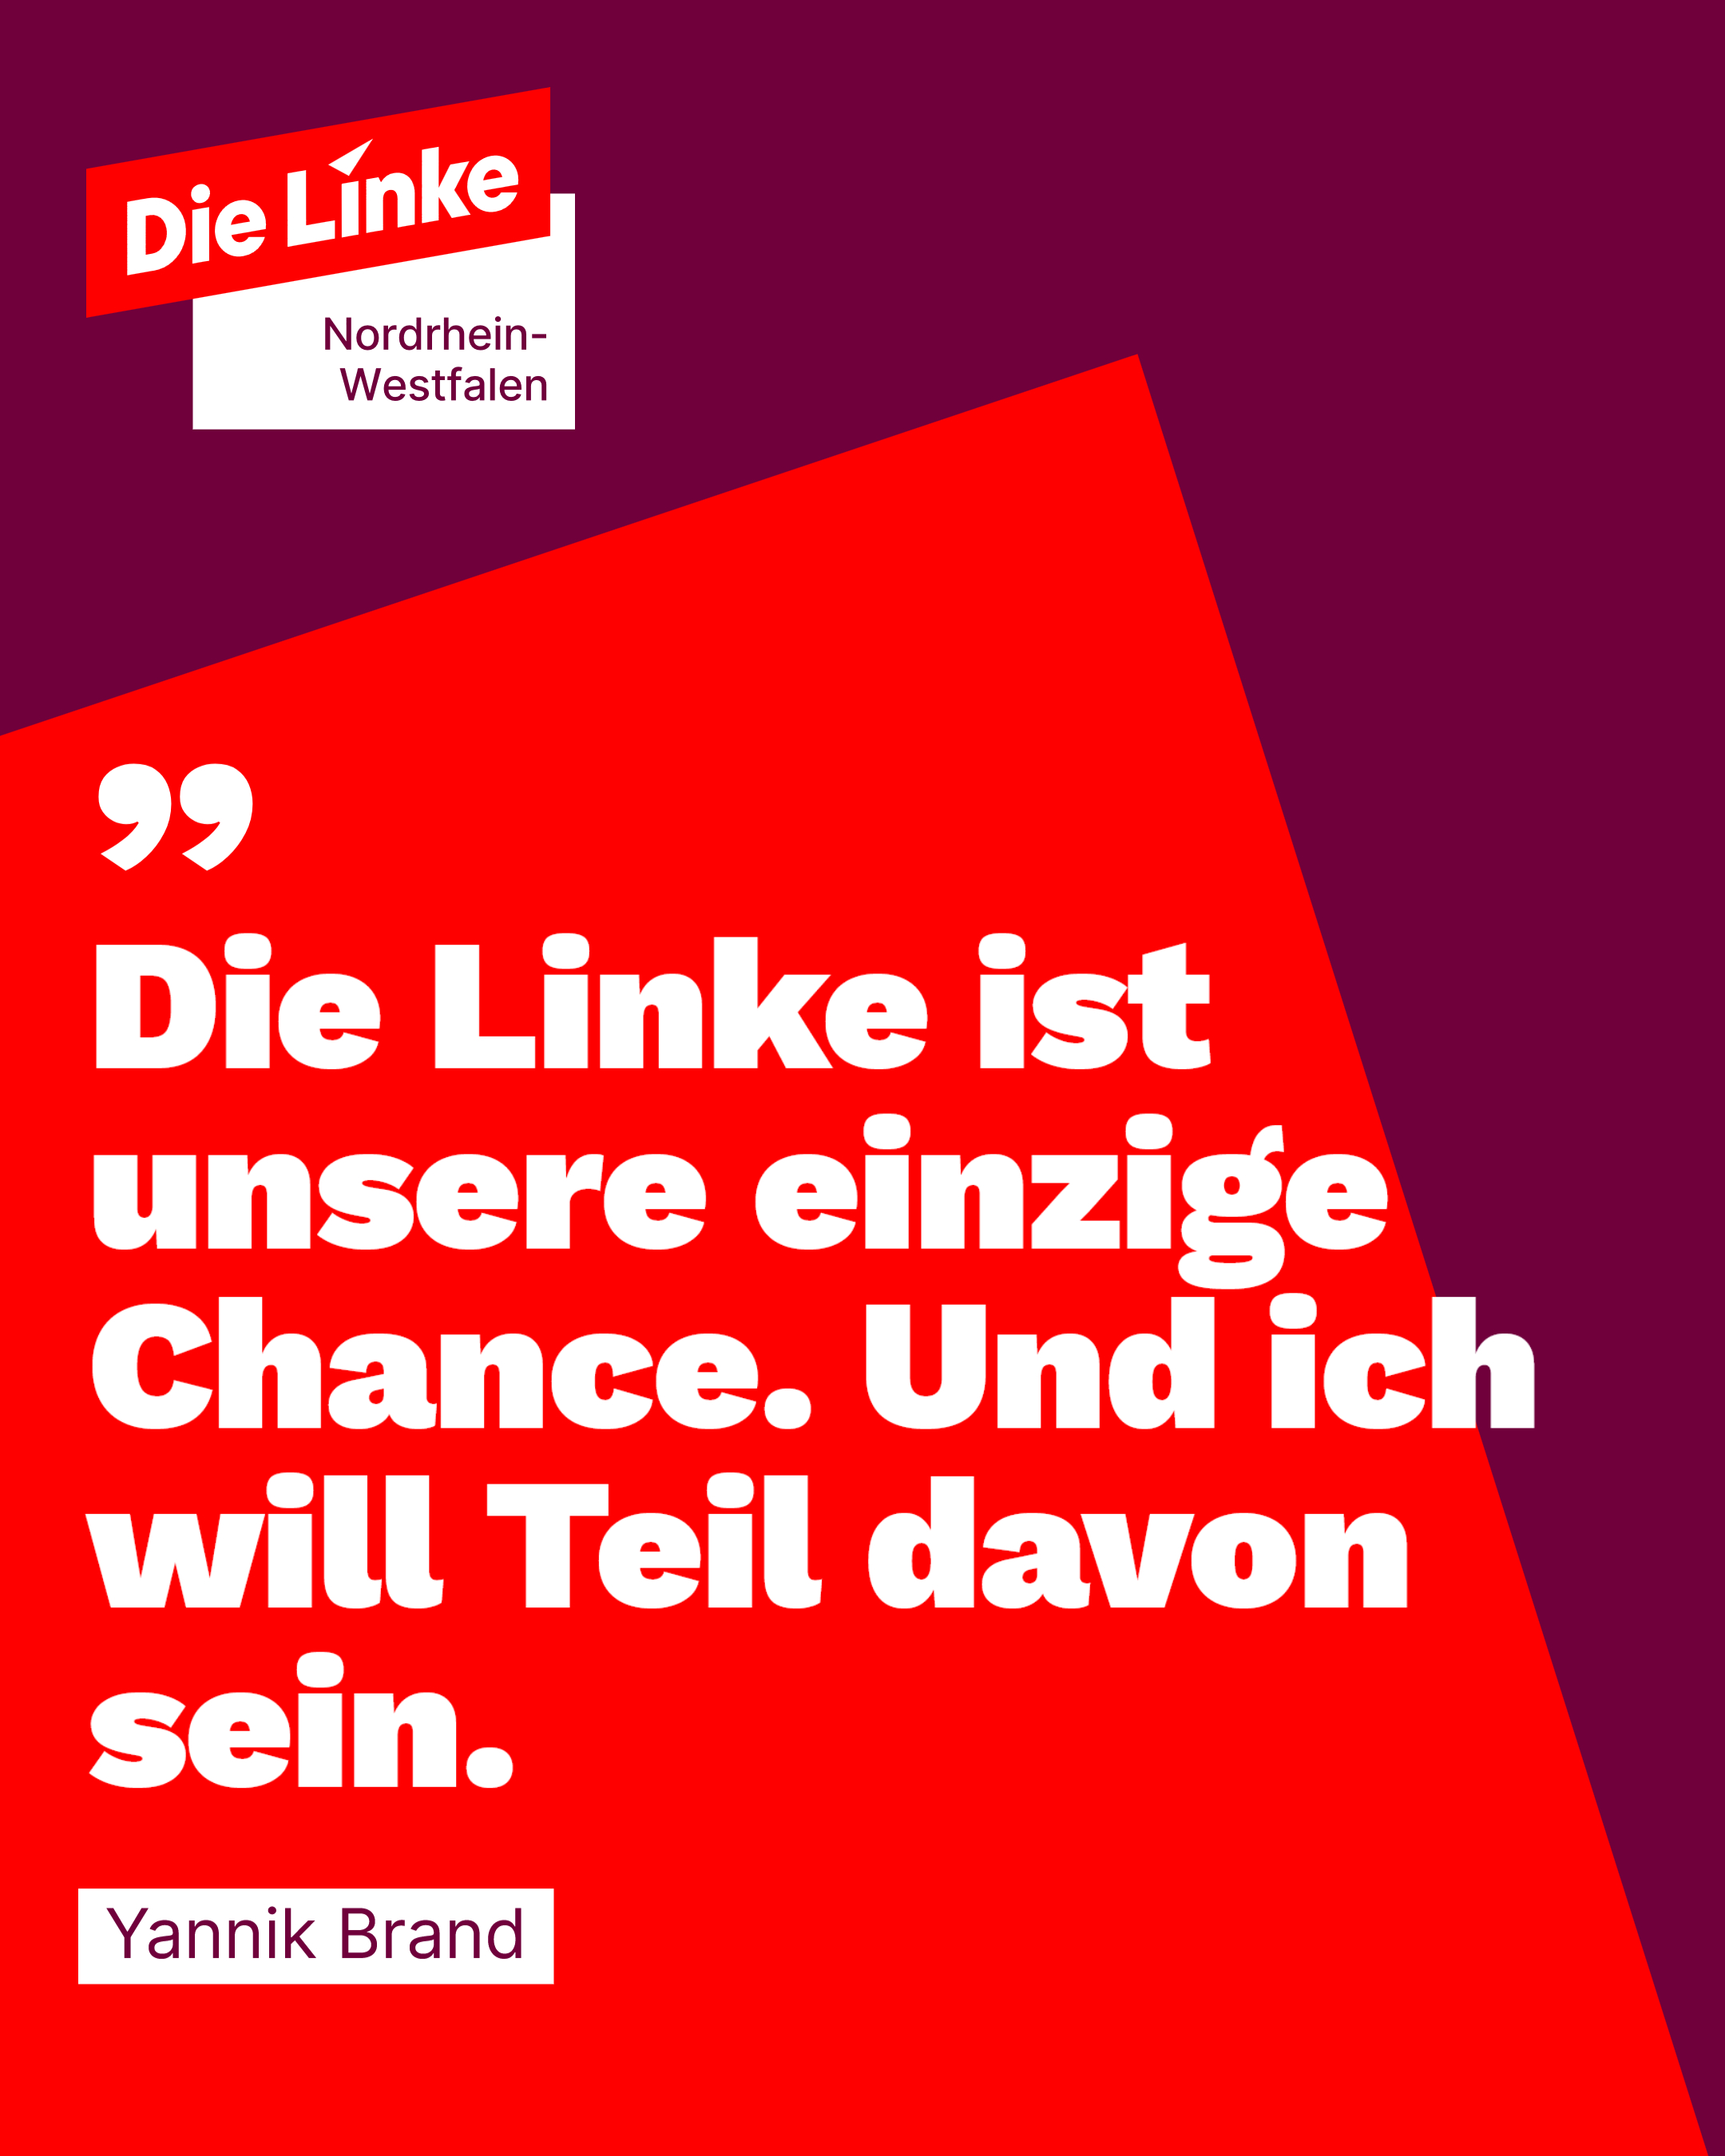 Die Linke
Nordrhein-
Westfalen
”
Die Linke ist
unsere einzige
Chance. Und ich
will Teil davon
sein.
Yannik Brand